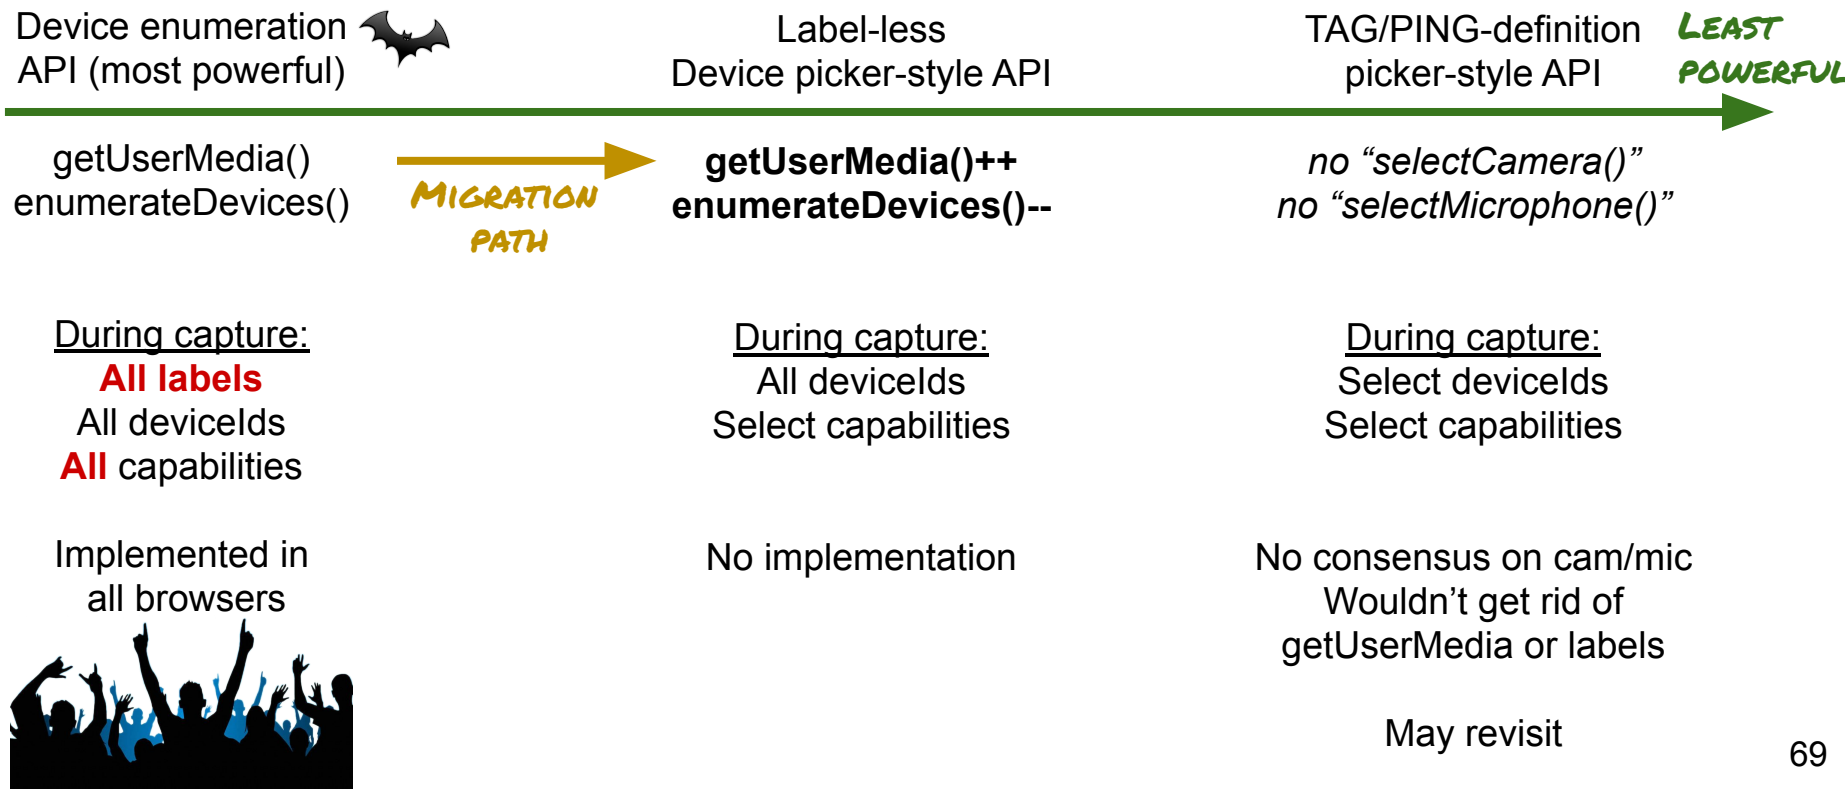 Device enumeration
API (most powerful)
Label-less
Device picker-style API
TAG/PING-definition
picker-style API
LEAST
POWERFUL
getUserMedia()
enumerateDevices()
MIGRATION
PATH
getUserMedia()++
enumerateDevices()--
no “selectCamera()”
no “selectMicrophone()”
During capture:
All labels
All deviceIds
All capabilities
During capture:
All deviceIds
Select capabilities
During capture:
Select deviceIds
Select capabilities
Implemented in
all browsers
No implementation
No consensus on cam/mic
Wouldn’t get rid of
getUserMedia or labels
May revisit
69